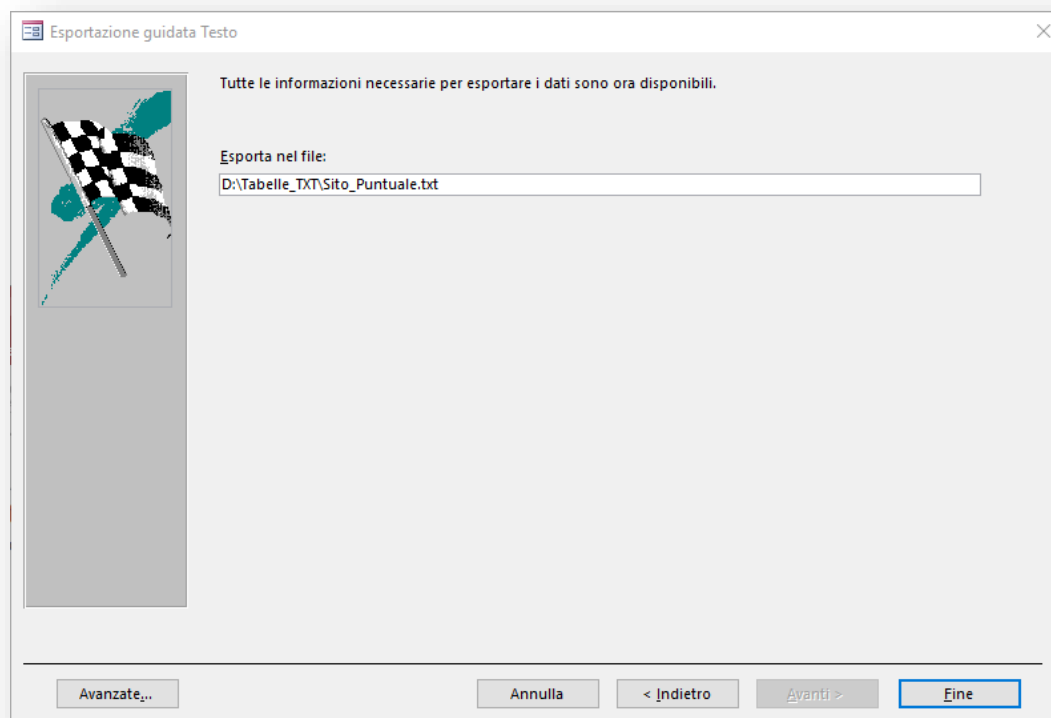 Esportazione guidata Testo
Tutte le informazioni necessarie per esportare i dati sono ora disponibili.
Esporta nel file:
D:\Tabelle_TXT\Sito_Puntuale.txt
Avanzate...
Annulla
< Indietro
Avanti >
Fine